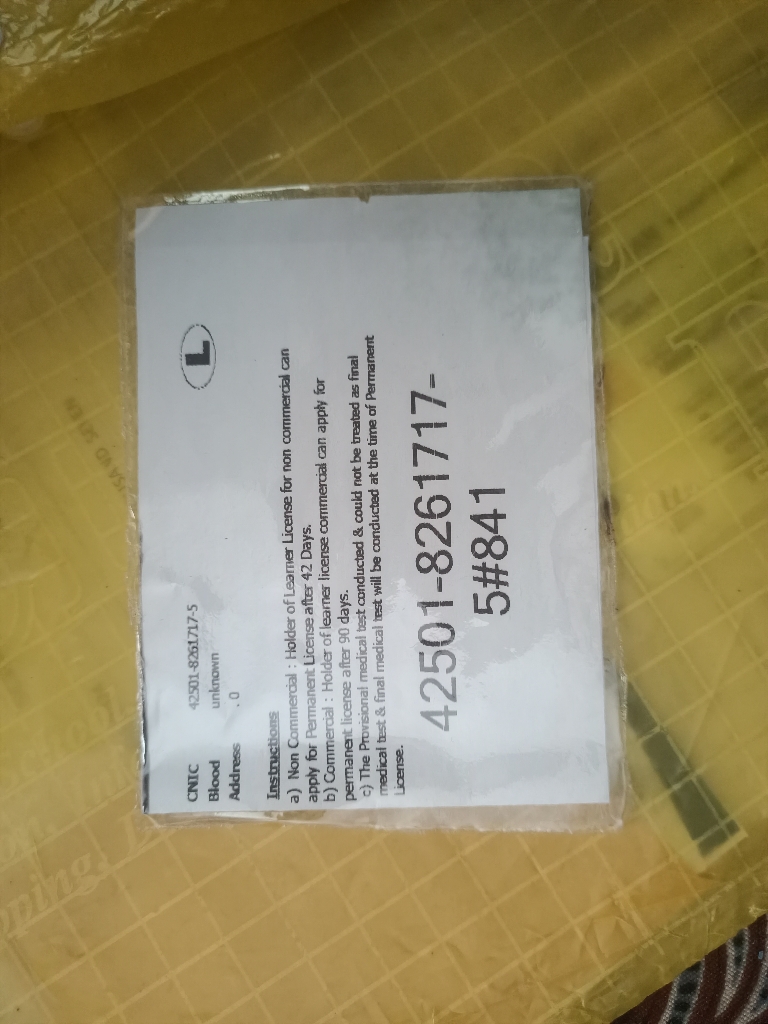 L
CNIC 42501-8261717-5
Blood unknown
Address . 0
Instructions
a) Non Commercial : Holder of Learner License for non commercial can
apply for Permanent License after 42 Days.
b) Commercial : Holder of learner license commercial can apply for
permanent license after 90 days.
c) The Provisional medical test conducted & could not be treated as final
medical test & final medical test will be conducted at the time of Permanent
License.
42501-8261717-
5#841